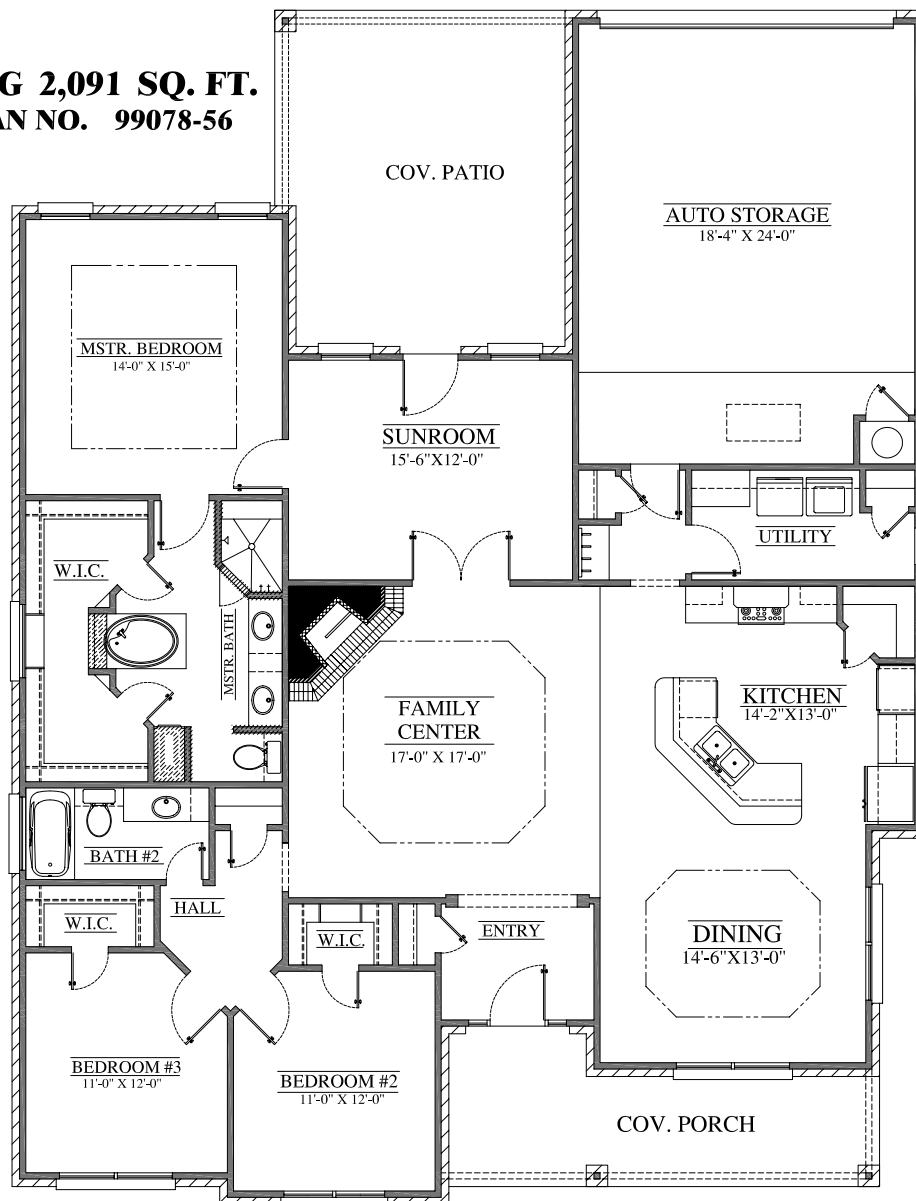 G 2,091 SQ. FT.
AN NO. 99078-56
COV. PATIO
AUTO STORAGE
18'-4" X 24'-0"
MSTR. BEDROOM
14'-0" X 15'-0"
SUNROOM
15'-6"X12'-0"
UTILITY
W.I.C.
MSTR. BATH
FAMILY
CENTER
17'-0" X 17'-0"
KITCHEN
14'-2"X13'-0"
BATH #2
HALL
W.I.C.
W.I.C.
ENTRY
DINING
14'-6"X13'-0"
BEDROOM #3
11'-0" X 12'-0"
BEDROOM #2
11'-0" X 12'-0"
COV. PORCH